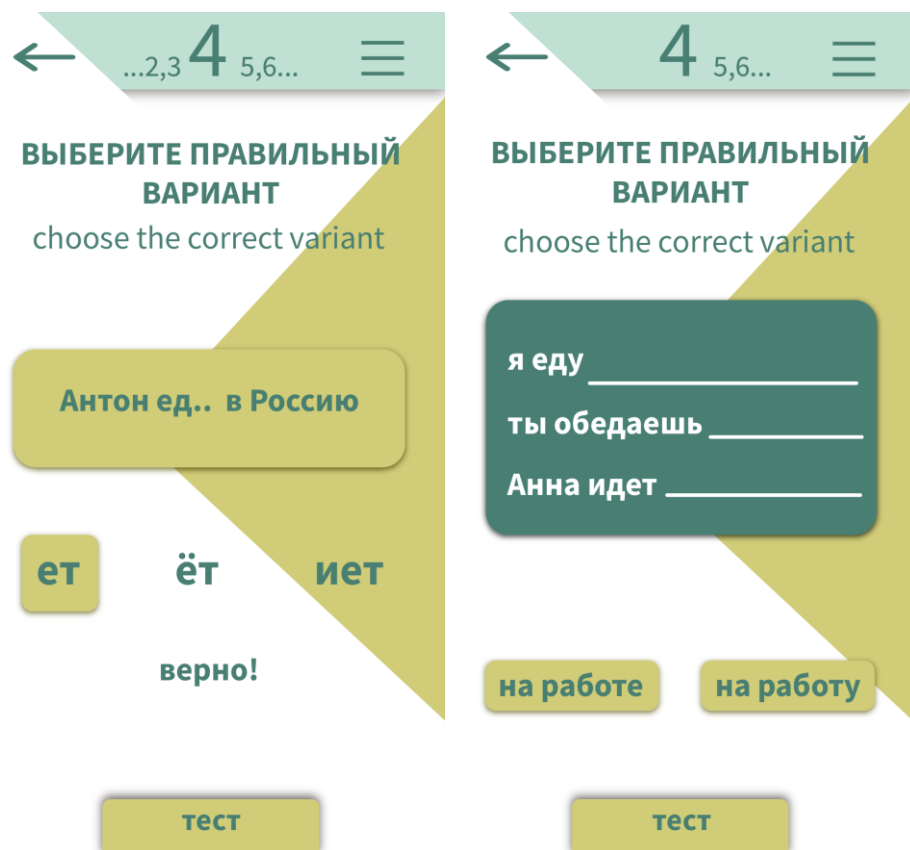 ...2,3 4 5,6...
ВЫБЕРИТЕ ПРАВИЛЬНЫЙ
ВАРИАНТ
choose the correct variant
Антон ед.. в Россию
ет ёт иет
верно!
тест
4 5,6...
ВЫБЕРИТЕ ПРАВИЛЬНЫЙ
ВАРИАНТ
choose the correct variant
я еду
ты обедаешь
Анна идет
на работе на работу
тест